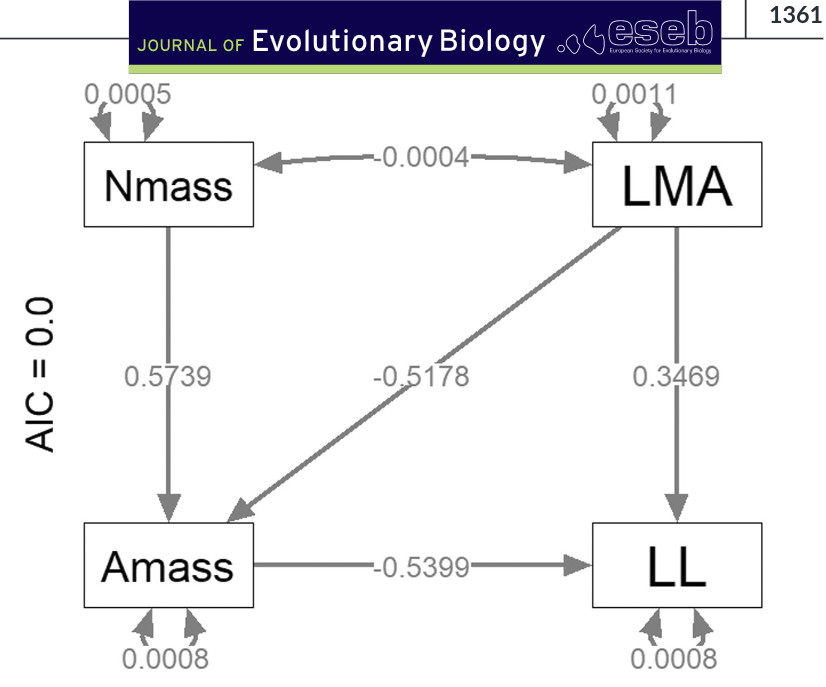 1361
JOURNAL OF Evolutionary Biology eseb
European Society for Evolutionary Biology
0.0005 0.0011
-0.0004
Nmass LMA
AIC = 0.0
0.5739 -0.5178 0.3469
Amass -0.5399 LL
0.0008 0.0008